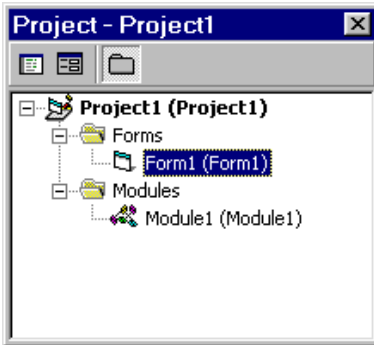 Project - Project1
Project1 (Project1)
Forms
Form1 (Form1)
Modules
Module1 (Module1)